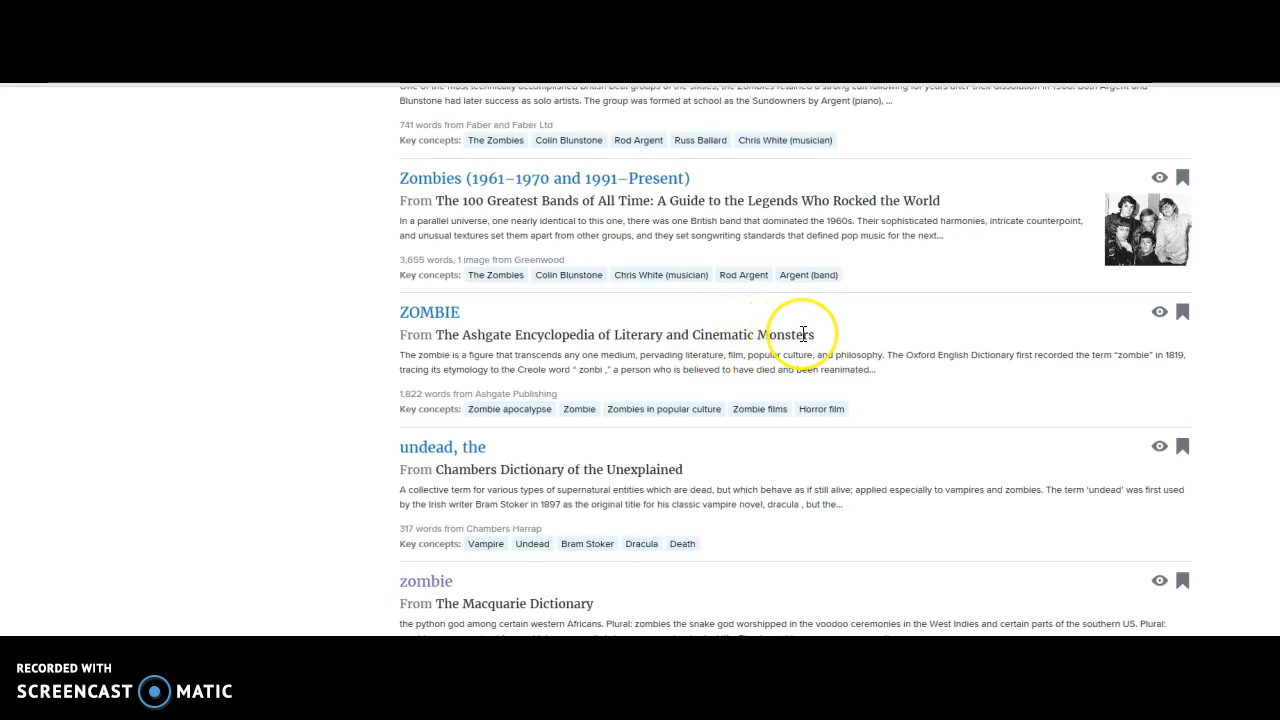 One of the most technically accomplished British beat groups of the sixties, the Zombies retained a strong cult following for years after their dissolution in 1968. Both Argent and
Blunstone had later success as solo artists. The group was formed at school as the Sundowners by Argent (piano), ...
741 words from Faber and Faber Ltd
Key concepts: The Zombies Colin Blunstone Rod Argent Russ Ballard Chris White (musician)
Zombies (1961–1970 and 1991–Present)
From The 100 Greatest Bands of All Time: A Guide to the Legends Who Rocked the World
In a parallel universe, one nearly identical to this one, there was one British band that dominated the 1960s. Their sophisticated harmonies, intricate counterpoint,
and unusual textures set them apart from other groups, and they set songwriting standards that defined pop music for the next...
3,655 words, 1 image from Greenwood
Key concepts: The Zombies Colin Blunstone Chris White (musician) Rod Argent Argent (band)
ZOMBIE
From The Ashgate Encyclopedia of Literary and Cinematic Monsters
The zombie is a figure that transcends any one medium, pervading literature, film, popular culture, and philosophy. The Oxford English Dictionary first recorded the term “zombie” in 1819,
tracing its etymology to the Creole word “ zonbi ,” a person who is believed to have died and been reanimated...
1,822 words from Ashgate Publishing
Key concepts: Zombie apocalypse Zombie Zombies in popular culture Zombie films Horror film
undead, the
From Chambers Dictionary of the Unexplained
A collective term for various types of supernatural entities which are dead, but which behave as if still alive; applied especially to vampires and zombies. The term ‘undead’ was first used
by the Irish writer Bram Stoker in 1897 as the original title for his classic vampire novel, dracula , but the...
317 words from Chambers Harrap
Key concepts: Vampire Undead Bram Stoker Dracula Death
zombie
From The Macquarie Dictionary
the python god among certain western Africans. Plural: zombies the snake god worshipped in the voodoo ceremonies in the West Indies and certain parts of the southern US. Plural:
RECORDED WITH
SCREENCAST MATIC